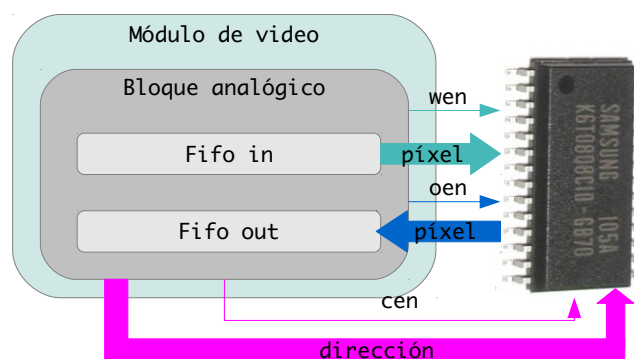 Módulo de video
Bloque analógico
Fifo in
Fifo out
wen
píxel
oen
píxel
cen
dirección
SAMSUNG 105A
K6T0808C1D-GB70